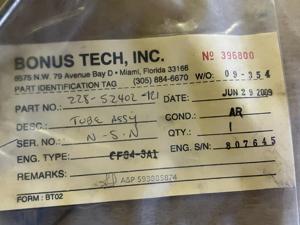 BONUS TECH, INC. № 396800
8575 N.W. 79 Avenue Bay D • Miami, Florida 33166
PART IDENTIFICATION TAG (305) 884-6670 W/O: 09-354
PART NO.: 228-52402-121 DATE: JUN 29 2009
DESC.: TUBE ASSY COND.: AR
SER. NO.: N-S-N QTY.: 1
ENG. TYPE: CF34-3A1 ENG. S/N: 807645
REMARKS:
FORM : BT02